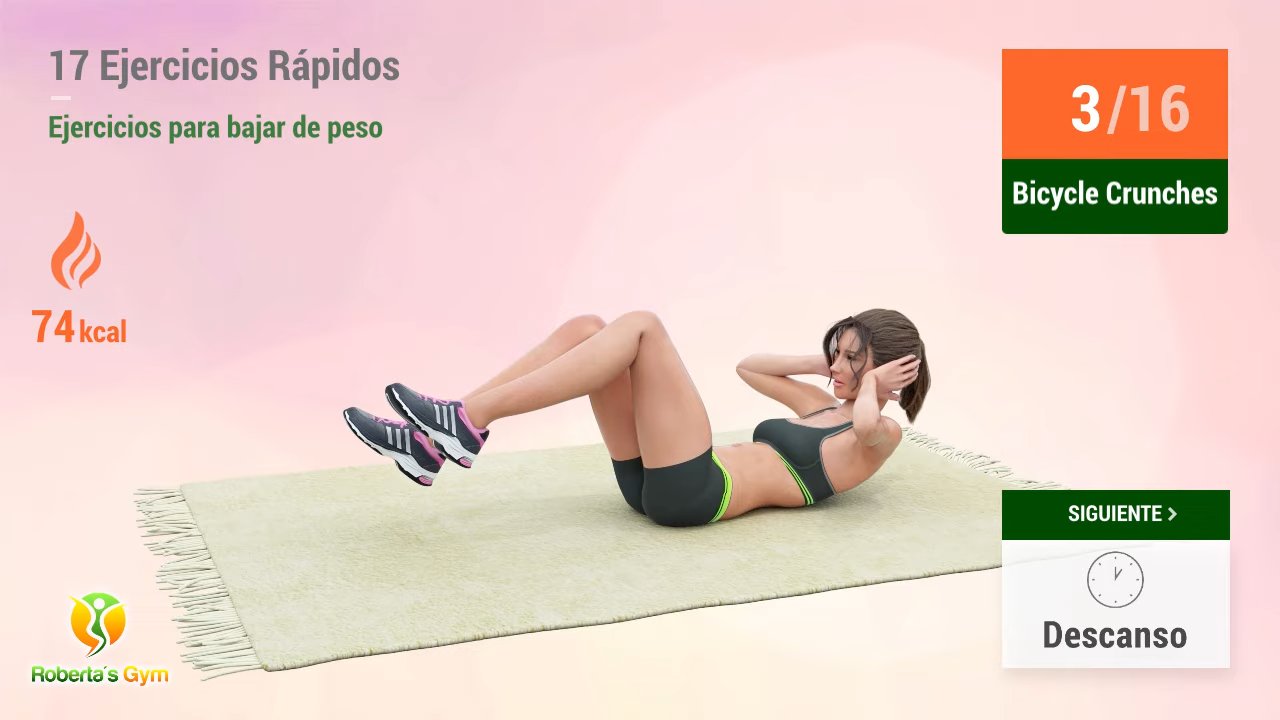 17 Ejercicios Rápidos
Ejercicios para bajar de peso
3/16
Bicycle Crunches
74 kcal
SIGUIENTE >
Descanso
Roberta´s Gym